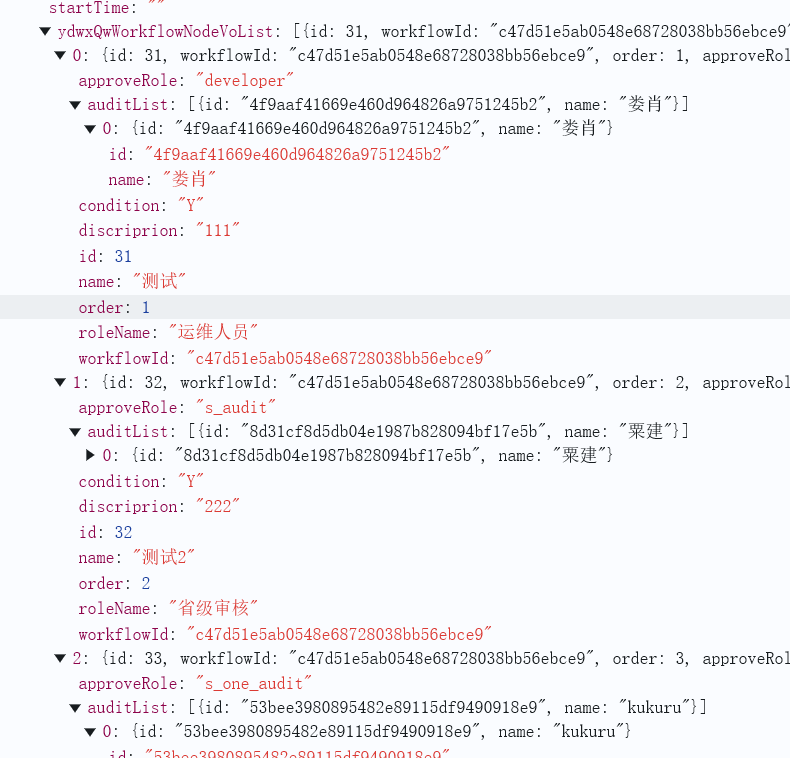 startTime: ""
▼ydwxQwWorkflowNodeVoList: [{id: 31, workflowId: "c47d51e5ab0548e68728038bb56ebce9"
▼0: {id: 31, workflowId: "c47d51e5ab0548e68728038bb56ebce9", order: 1, approveRol
approveRole: "developer"
▼auditList: [{id: "4f9aaf41669e460d964826a9751245b2", name: "娄肖"}]
▼0: {id: "4f9aaf41669e460d964826a9751245b2", name: "娄肖"}
id: "4f9aaf41669e460d964826a9751245b2"
name: "娄肖"
condition: "Y"
discriprion: "111"
id: 31
name: "测试"
order: 1
roleName: "运维人员"
workflowId: "c47d51e5ab0548e68728038bb56ebce9"
▼1: {id: 32, workflowId: "c47d51e5ab0548e68728038bb56ebce9", order: 2, approveRol
approveRole: "s_audit"
▼auditList: [{id: "8d31cf8d5db04e1987b828094bf17e5b", name: "粟建"}]
▶0: {id: "8d31cf8d5db04e1987b828094bf17e5b", name: "粟建"}
condition: "Y"
discriprion: "222"
id: 32
name: "测试2"
order: 2
roleName: "省级审核"
workflowId: "c47d51e5ab0548e68728038bb56ebce9"
▼2: {id: 33, workflowId: "c47d51e5ab0548e68728038bb56ebce9", order: 3, approveRol
approveRole: "s_one_audit"
▼auditList: [{id: "53bee3980895482e89115df9490918e9", name: "kukuru"}]
▼0: {id: "53bee3980895482e89115df9490918e9", name: "kukuru"}
id: "53bee3980895482e89115df9490918e9"